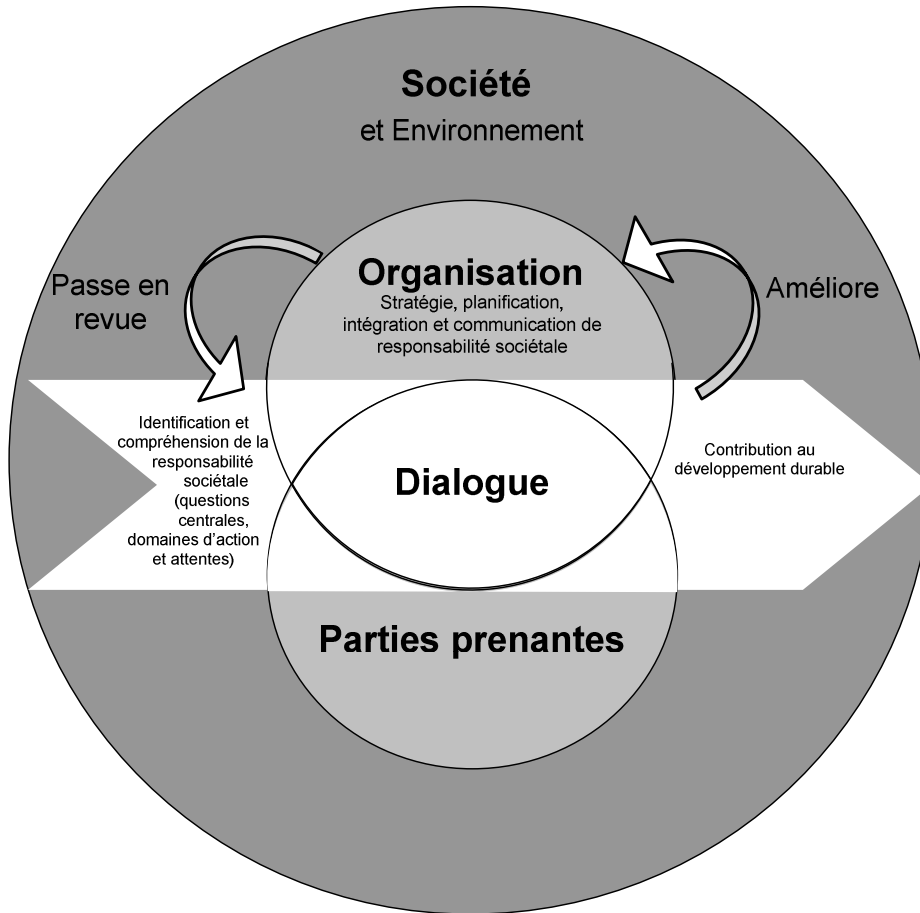 Société
et Environnement
Passe en
revue
Organisation
Stratégie, planification,
intégration et communication de
responsabilité sociétale
Améliore
Identification et
compréhension de la
responsabilité
sociétale
(questions
centrales,
domaines d'action
et attentes)
Dialogue
Contribution au
développement durable
Parties prenantes